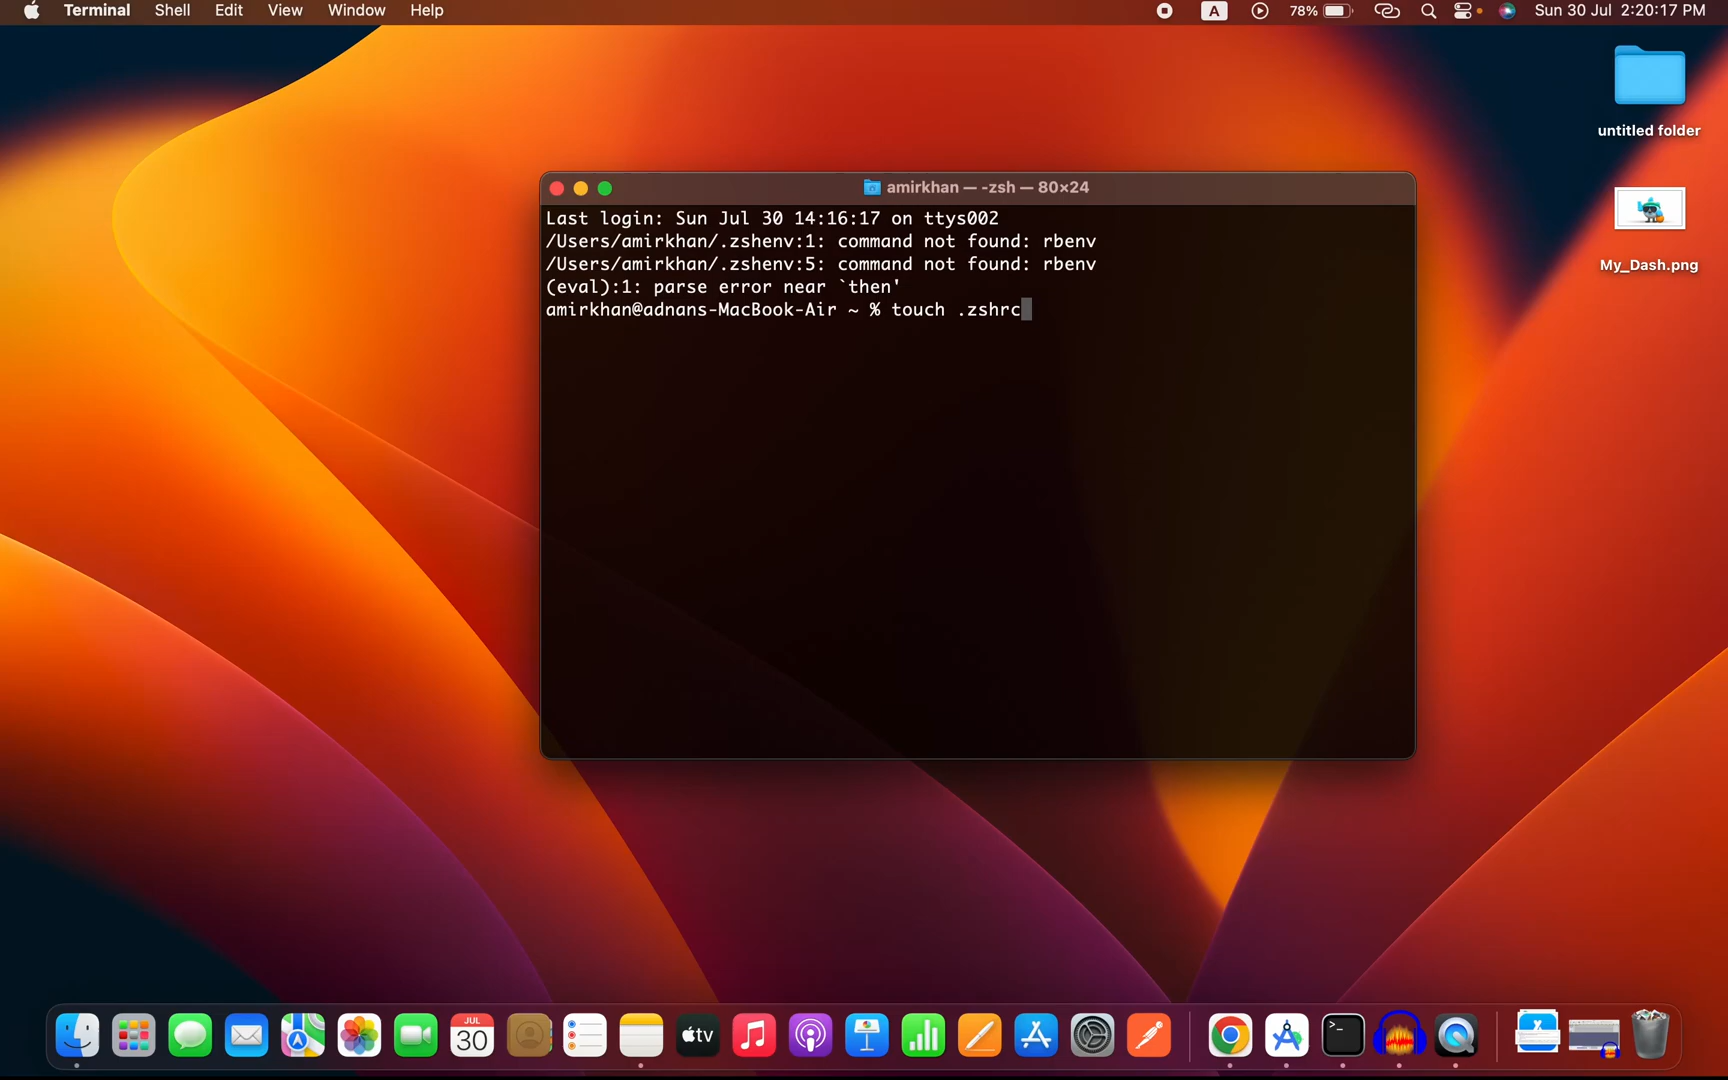 Terminal Shell Edit View Window Help A 78% Sun 30 Jul 2:20:17 PM
untitled folder
My_Dash.png
amirkhan — -zsh — 80×24
Last login: Sun Jul 30 14:16:17 on ttys002
/Users/amirkhan/.zshenv:1: command not found: rbenv
/Users/amirkhan/.zshenv:5: command not found: rbenv
(eval):1: parse error near `then'
amirkhan@adnans-MacBook-Air ~ % touch .zshrc
JUL
30
tv
>_